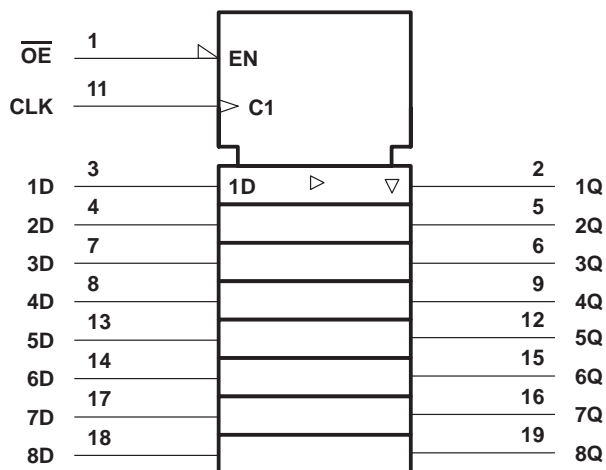 O̅E̅ 1 EN
CLK 11 C1
1D 3 1D 2 1Q
2D 4 5 2Q
3D 7 6 3Q
4D 8 9 4Q
5D 13 12 5Q
6D 14 15 6Q
7D 17 16 7Q
8D 18 19 8Q